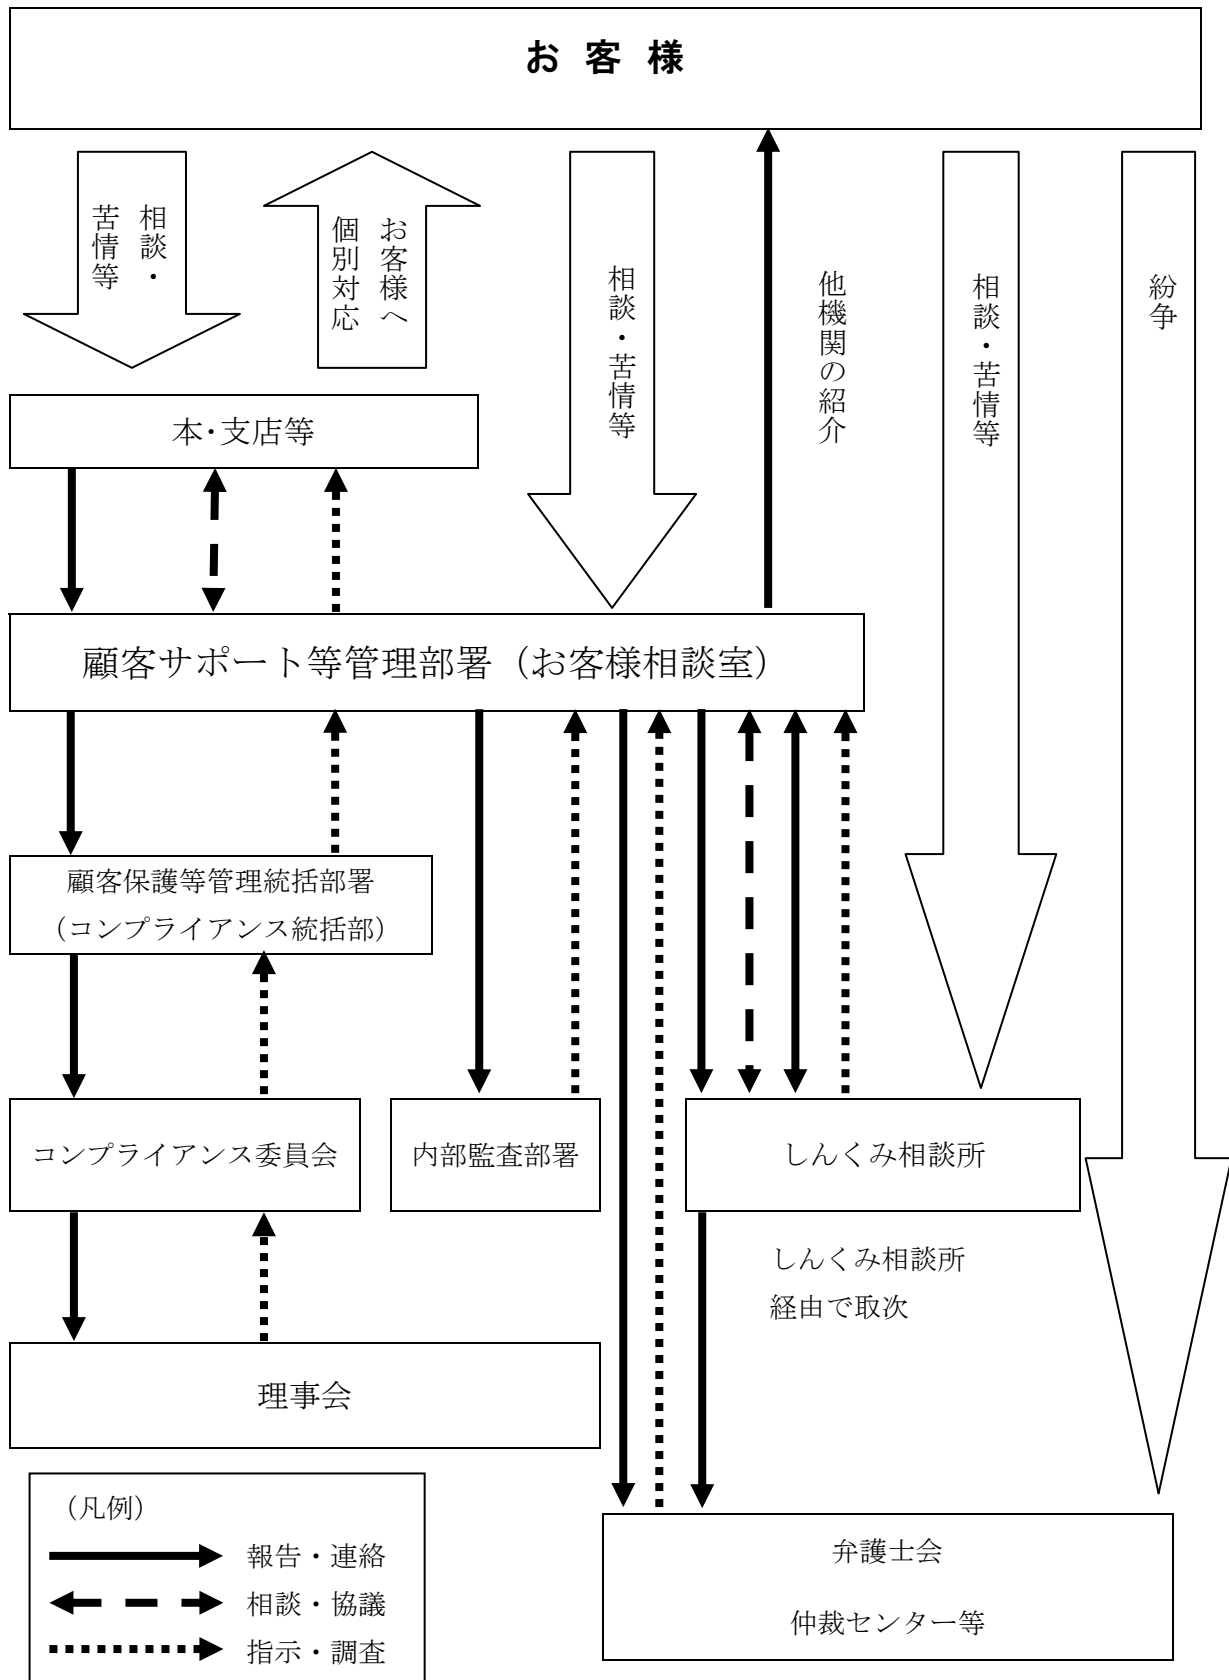 お 客 様
相談・
苦情等
お客様へ
個別対応
相談・苦情等
他機関の紹介
相談・苦情等
紛争
本・支店等
顧客サポート等管理部署（お客様相談室）
顧客保護等管理統括部署
（コンプライアンス統括部）
コンプライアンス委員会
内部監査部署
しんくみ相談所
しんくみ相談所
経由で取次
理事会
（凡例）
報告・連絡
相談・協議
指示・調査
弁護士会
仲裁センター等